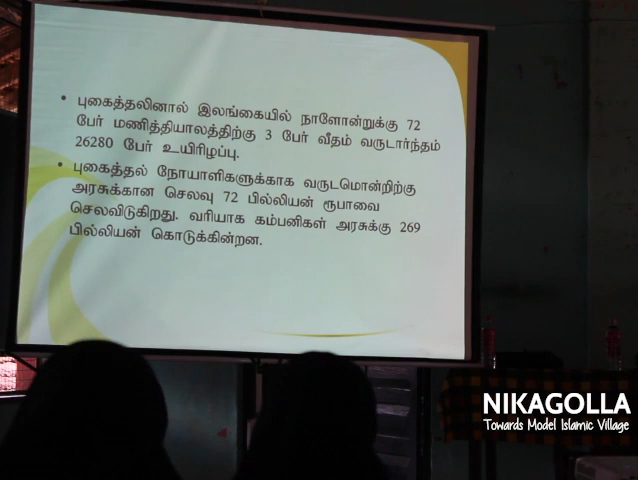 • புகைத்தலினால் இலங்கையில் நாளோன்றுக்கு 72
பேர் மணித்தியாலத்திற்கு 3 பேர் வீதம் வருடார்ந்தம்
26280 பேர் உயிரிழப்பு.
• புகைத்தல் நோயாளிகளுக்காக வருடமொன்றிற்கு
அரசுக்கான செலவு 72 பில்லியன் ரூபாவை
செலவிடுகிறது. வரியாக கம்பனிகள் அரசுக்கு 269
பில்லியன் கொடுக்கின்றன.
NIKAGOLLA
Towards Model Islamic Village